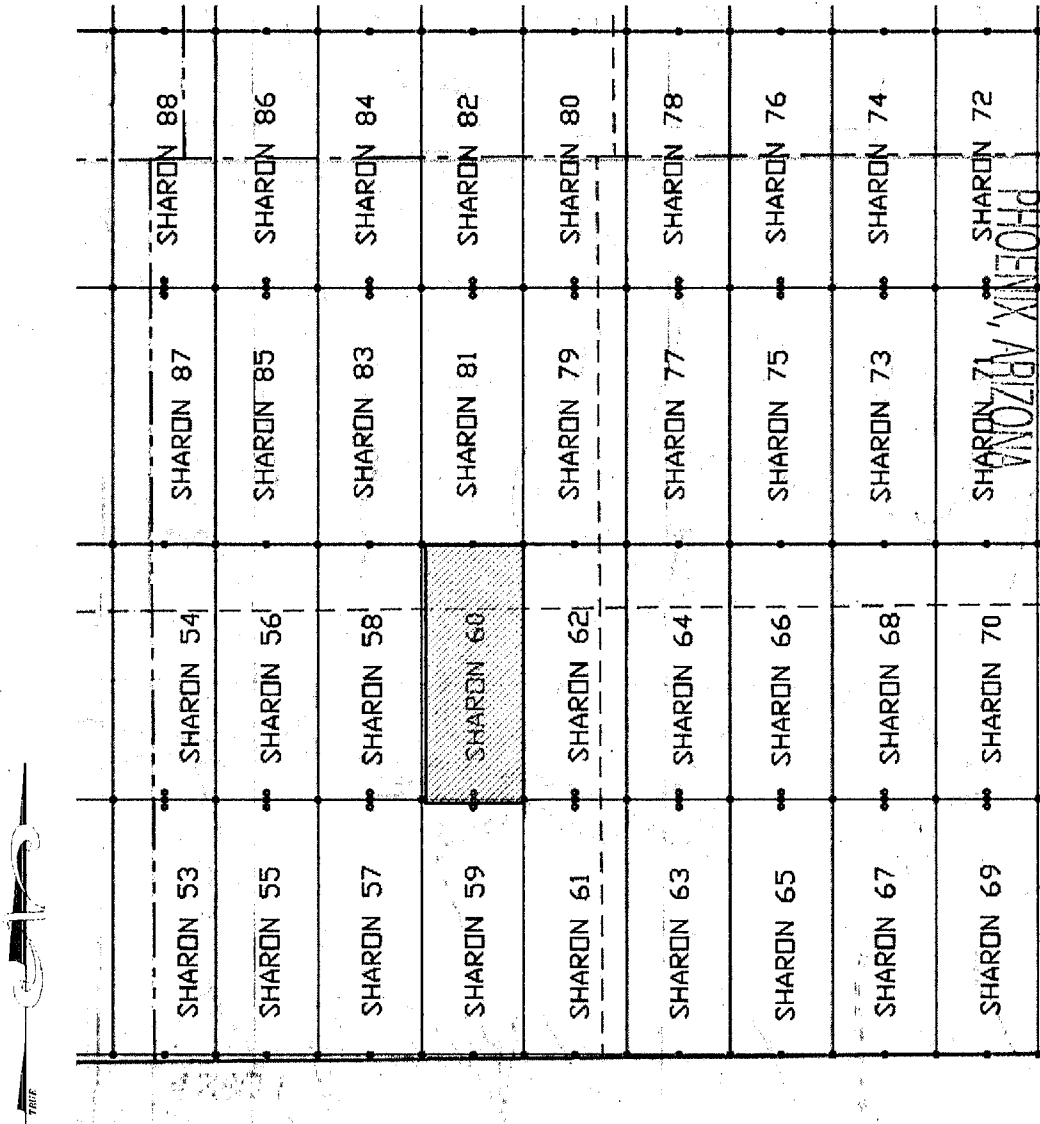 SHARON 88
SHARON 86
SHARON 84
SHARON 82
SHARON 80
SHARON 78
SHARON 76
SHARON 74
SHARON 72
PHOENIX, ARIZONA
SHARON 87
SHARON 85
SHARON 83
SHARON 81
SHARON 79
SHARON 77
SHARON 75
SHARON 73
SHARON 71
SHARON 54
SHARON 56
SHARON 58
SHARON 60
SHARON 62
SHARON 64
SHARON 66
SHARON 68
SHARON 70
SHARON 53
SHARON 55
SHARON 57
SHARON 59
SHARON 61
SHARON 63
SHARON 65
SHARON 67
SHARON 69
TRUE